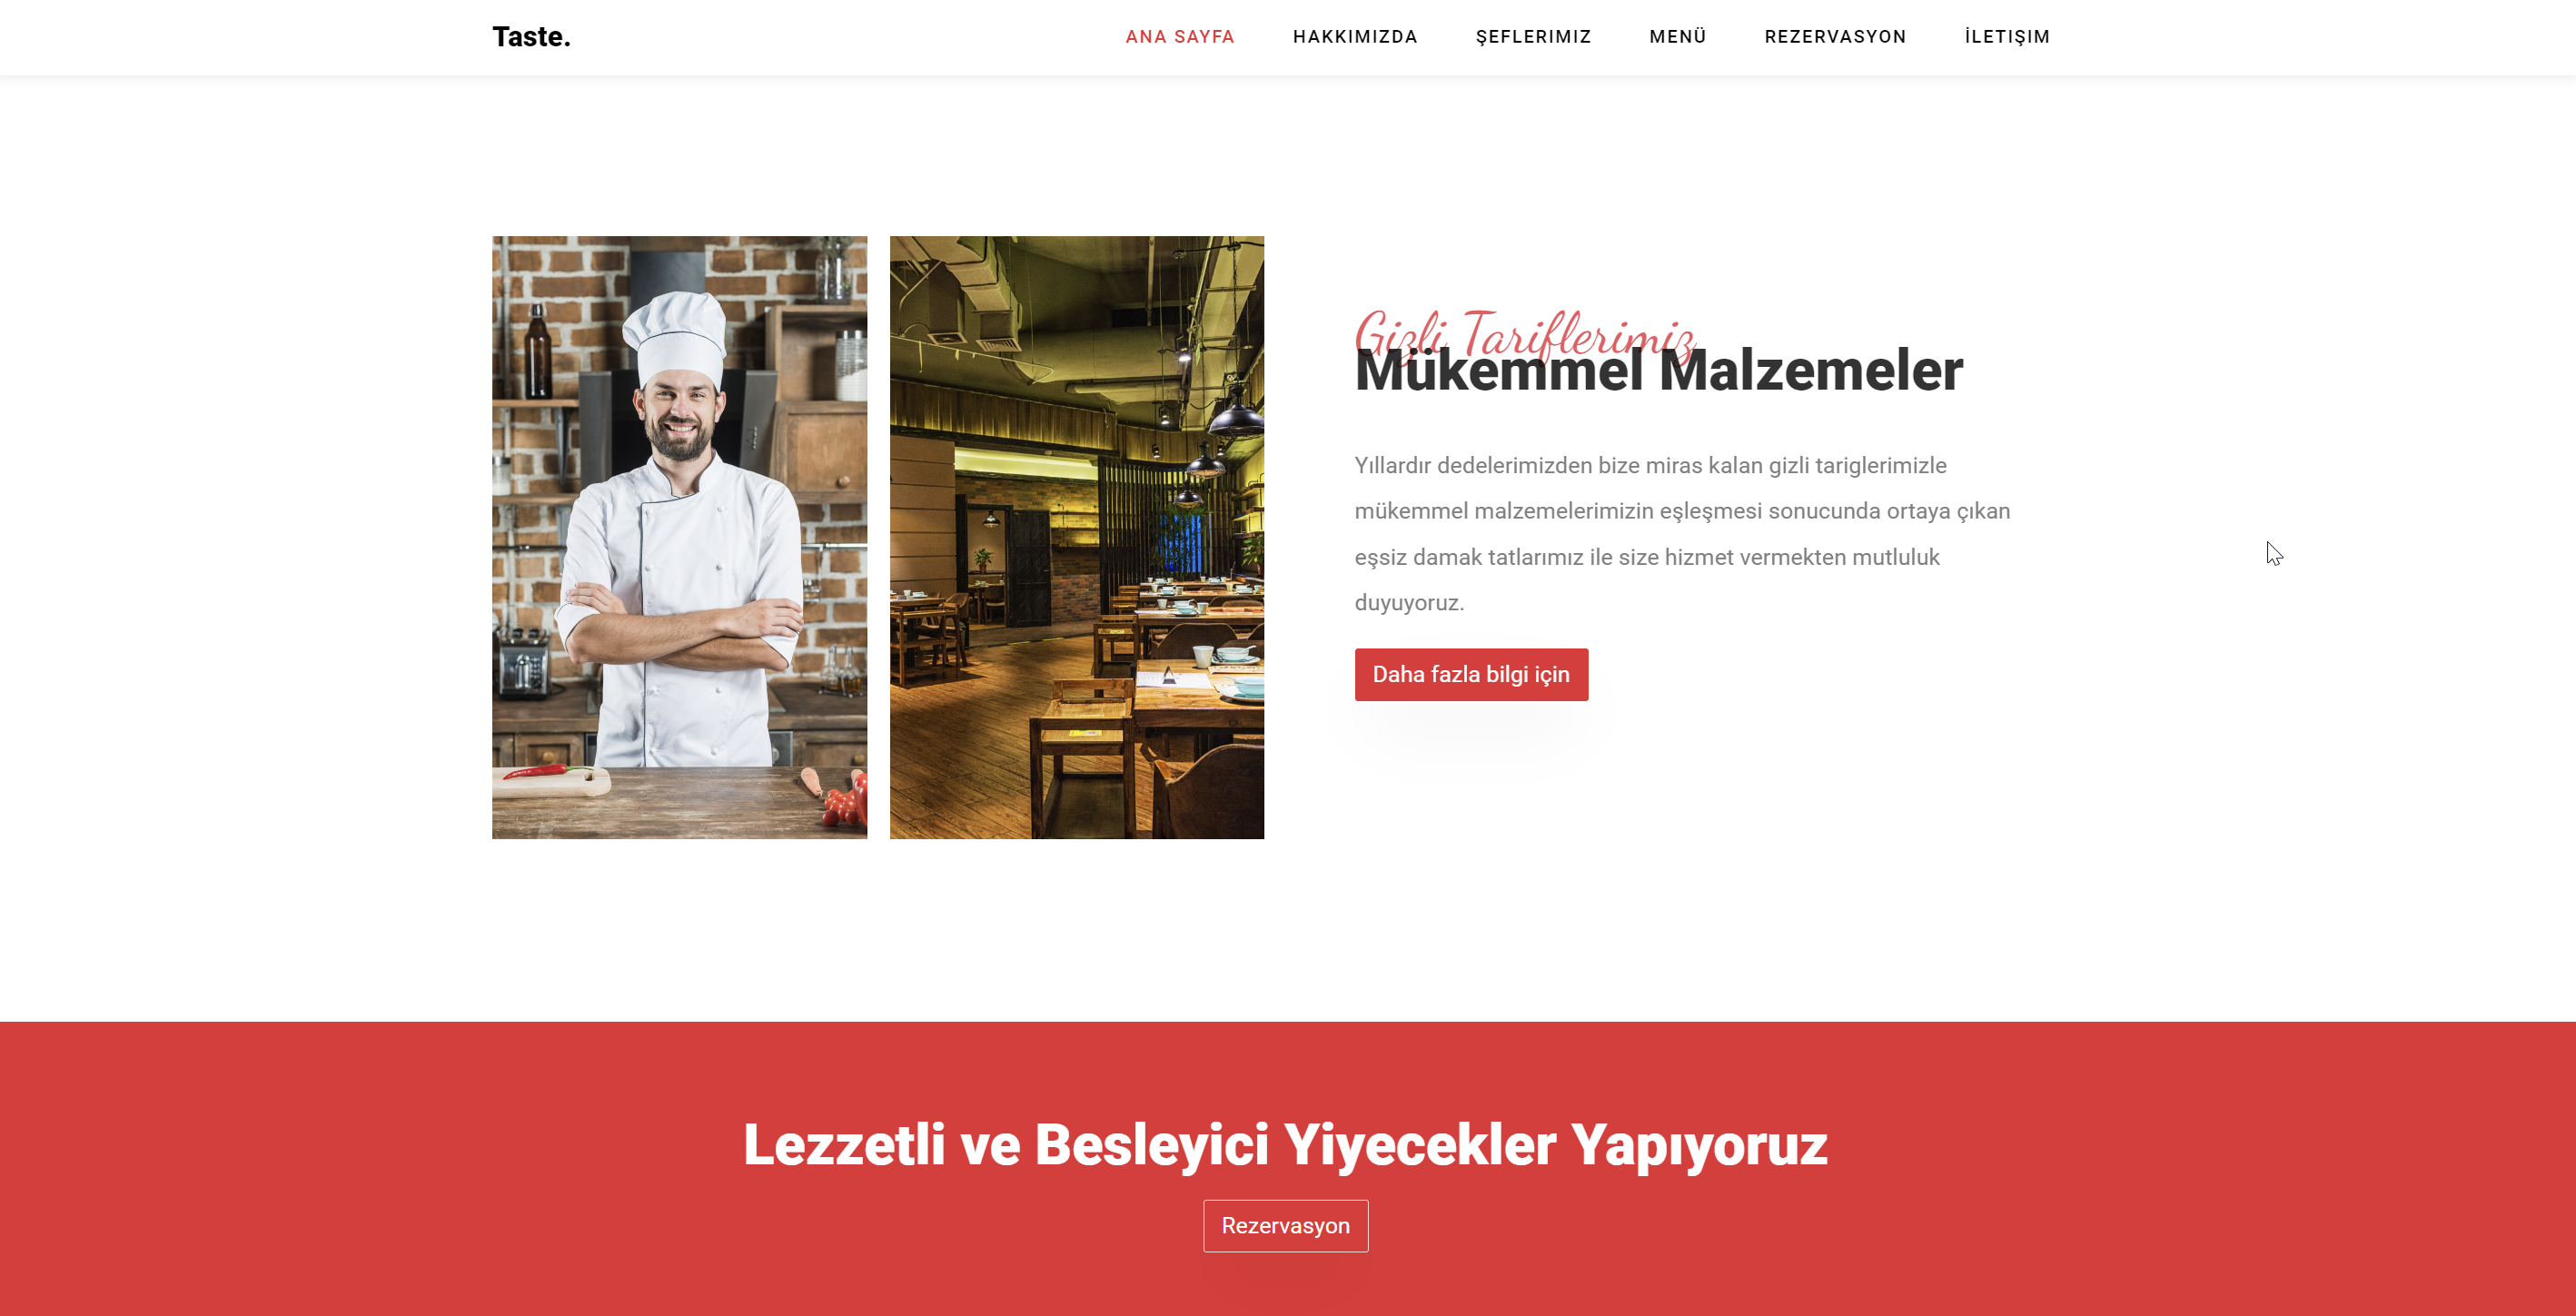 Taste.
ANA SAYFA HAKKIMIZDA ŞEFLERIMIZ MENÜ REZERVASYON İLETIŞIM
Gizli Tariflerimiz
Mükemmel Malzemeler
Yıllardır dedelerimizden bize miras kalan gizli tariglerimizle
mükemmel malzemelerimizin eşleşmesi sonucunda ortaya çıkan
eşsiz damak tatlarımız ile size hizmet vermekten mutluluk
duyuyoruz.
Daha fazla bilgi için
Lezzetli ve Besleyici Yiyecekler Yapıyoruz
Rezervasyon